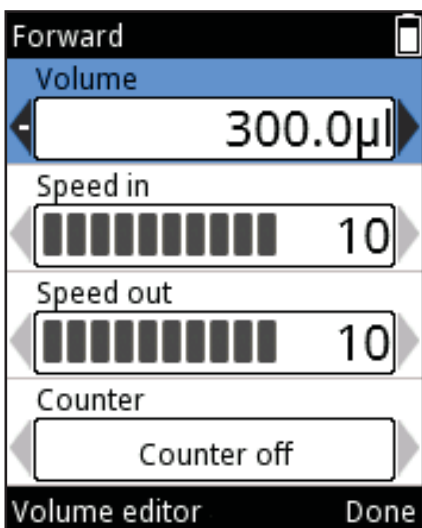 Forward
Volume
- 300.0µl
Speed in
10
Speed out
10
Counter
Counter off
Volume editor Done